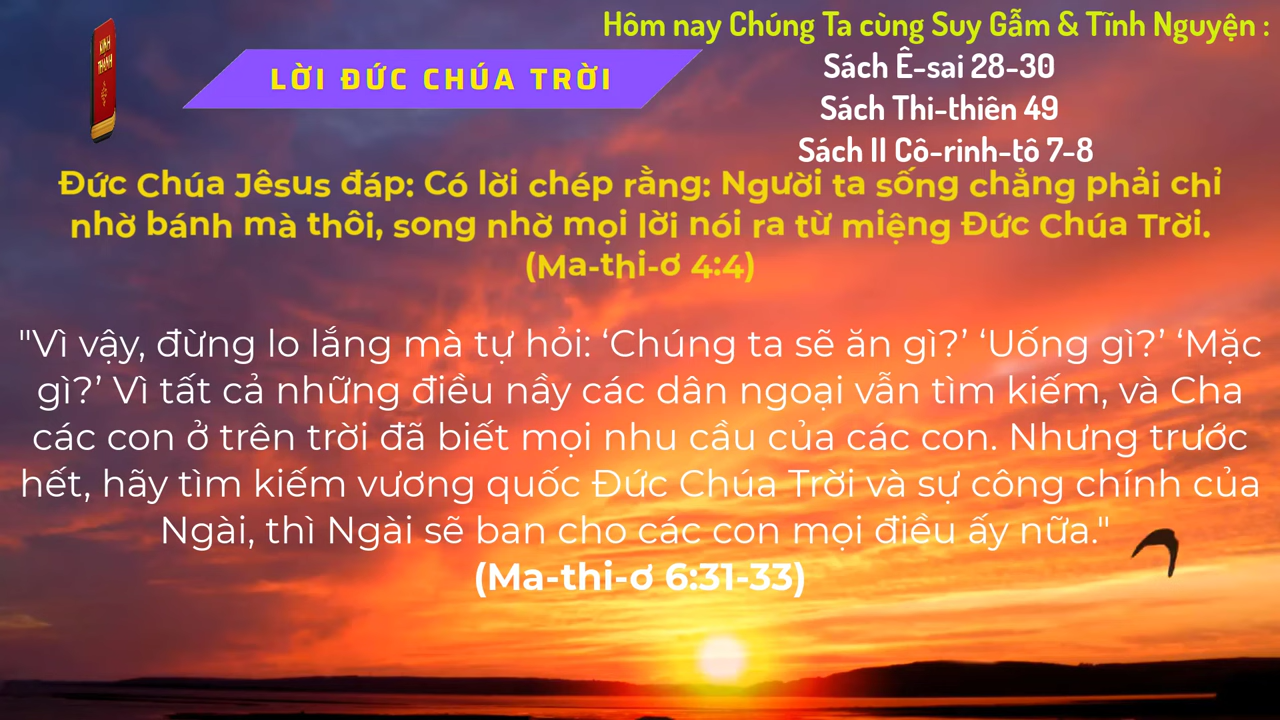 KINH
THÁNH
LỜI ĐỨC CHÚA TRỜI
Hôm nay Chúng Ta cùng Suy Gẫm & Tĩnh Nguyện :
Sách Ê-sai 28-30
Sách Thi-thiên 49
Sách II Cô-rinh-tô 7-8
Đức Chúa Jêsus đáp: Có lời chép rằng: Người ta sống chẳng phải chỉ
nhờ bánh mà thôi, song nhờ mọi lời nói ra từ miệng Đức Chúa Trời.
(Ma-thi-ơ 4:4)
"Vì vậy, đừng lo lắng mà tự hỏi: ‘Chúng ta sẽ ăn gì?’ ‘Uống gì?’ ‘Mặc
gì?’ Vì tất cả những điều nầy các dân ngoại vẫn tìm kiếm, và Cha
các con ở trên trời đã biết mọi nhu cầu của các con. Nhưng trước
hết, hãy tìm kiếm vương quốc Đức Chúa Trời và sự công chính của
Ngài, thì Ngài sẽ ban cho các con mọi điều ấy nữa."
(Ma-thi-ơ 6:31-33)